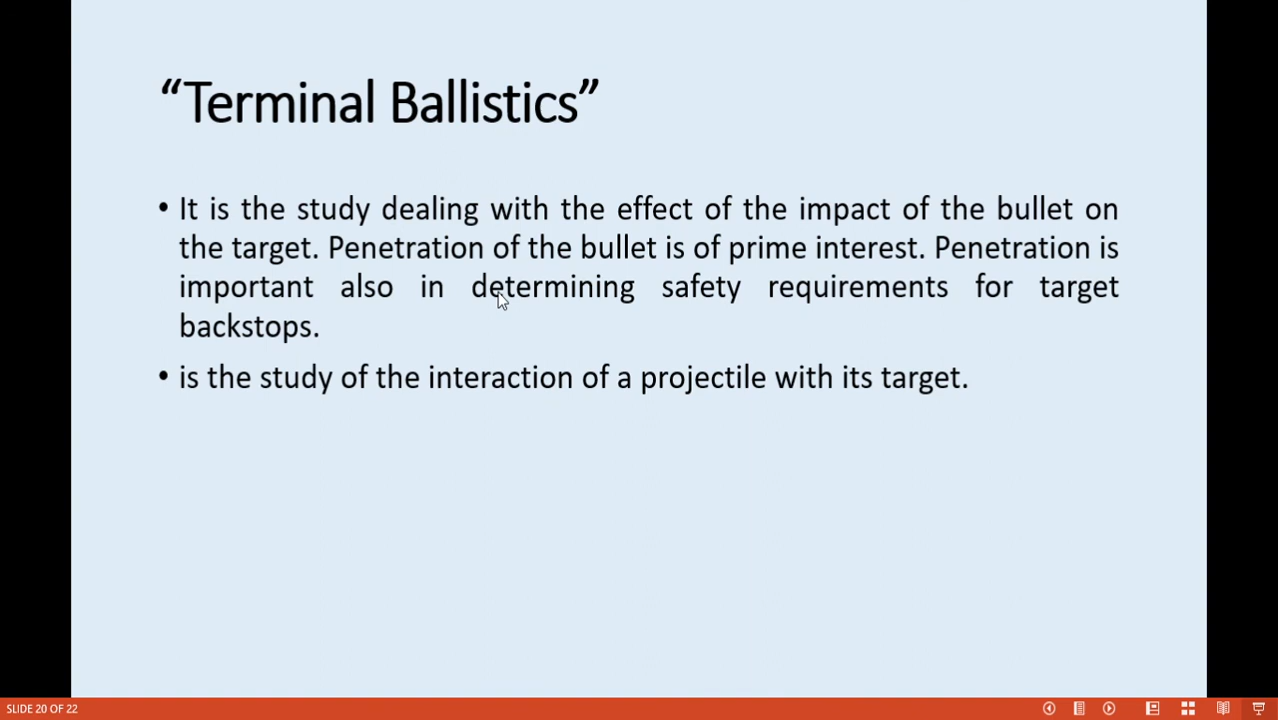 “Terminal Ballistics”
• It is the study dealing with the effect of the impact of the bullet on
the target. Penetration of the bullet is of prime interest. Penetration is
important also in determining safety requirements for target
backstops.
• is the study of the interaction of a projectile with its target.
SLIDE 20 OF 22